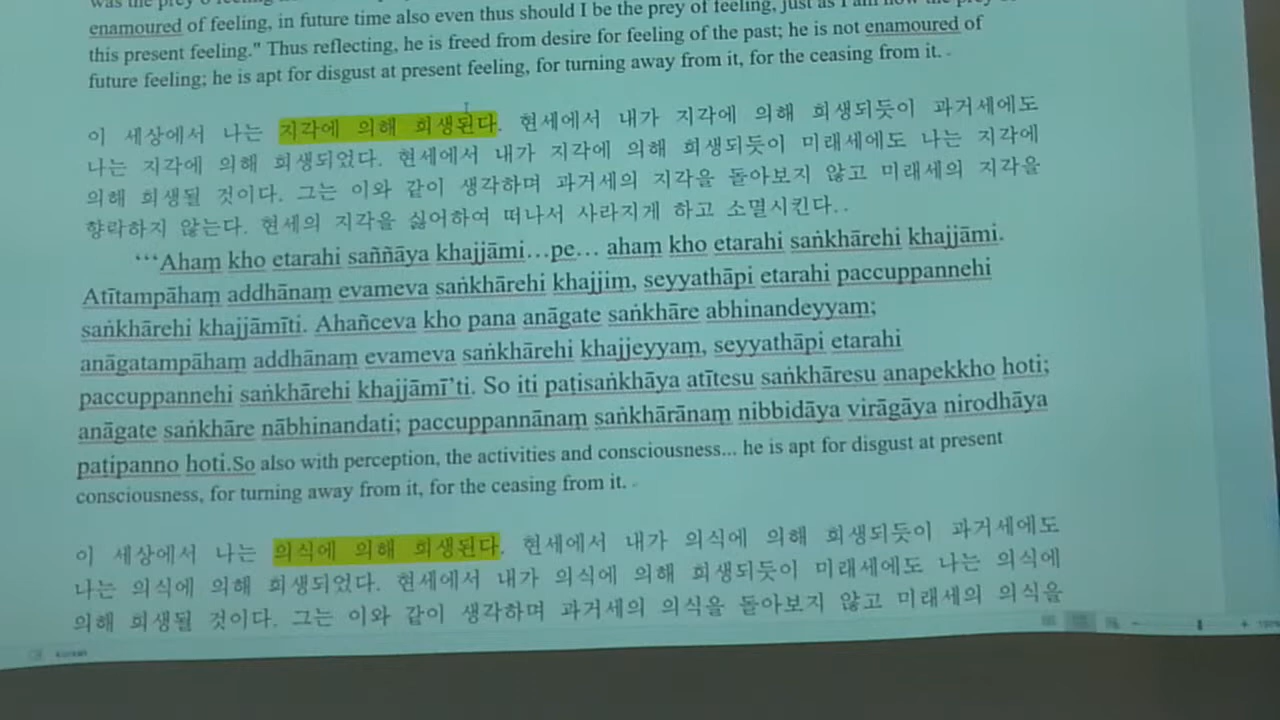 enamoured of feeling, in future time also even thus should I be the prey of feeling, just as I am now the prey
this present feeling." Thus reflecting, he is freed from desire for feeling of the past; he is not enamoured of
future feeling; he is apt for disgust at present feeling, for turning away from it, for the ceasing from it.
이 세상에서 나는 지각에 의해 희생된다. 현세에서 내가 지각에 의해 희생되듯이 과거세에도
나는 지각에 의해 희생되었다. 현세에서 내가 지각에 의해 희생되듯이 미래세에도 나는 지각에
의해 희생될 것이다. 그는 이와 같이 생각하며 과거세의 지각을 돌아보지 않고 미래세의 지각을
향락하지 않는다. 현세의 지각을 싫어하여 떠나서 사라지게 하고 소멸시킨다..
‘‘‘Ahaṃ kho etarahi saññāya khajjāmi…pe… ahaṃ kho etarahi saṅkhārehi khajjāmi.
Atītampāhaṃ addhānaṃ evameva saṅkhārehi khajjiṃ, seyyathāpi etarahi paccuppannehi
saṅkhārehi khajjāmīti. Ahañceva kho pana anāgate saṅkhāre abhinandeyyaṃ;
anāgatampāhaṃ addhānaṃ evameva saṅkhārehi khajjeyyaṃ, seyyathāpi etarahi
paccuppannehi saṅkhārehi khajjāmī’ti. So iti paṭisaṅkhāya atītesu saṅkhāresu anapekkho hoti;
anāgate saṅkhāre nābhinandati; paccuppannānaṃ saṅkhārānaṃ nibbidāya virāgāya nirodhāya
paṭipanno hoti.So also with perception, the activities and consciousness... he is apt for disgust at present
consciousness, for turning away from it, for the ceasing from it.
이 세상에서 나는 의식에 의해 희생된다. 현세에서 내가 의식에 의해 희생되듯이 과거세에도
나는 의식에 의해 희생되었다. 현세에서 내가 의식에 의해 희생되듯이 미래세에도 나는 의식에
의해 희생될 것이다. 그는 이와 같이 생각하며 과거세의 의식을 돌아보지 않고 미래세의 의식을
Korean